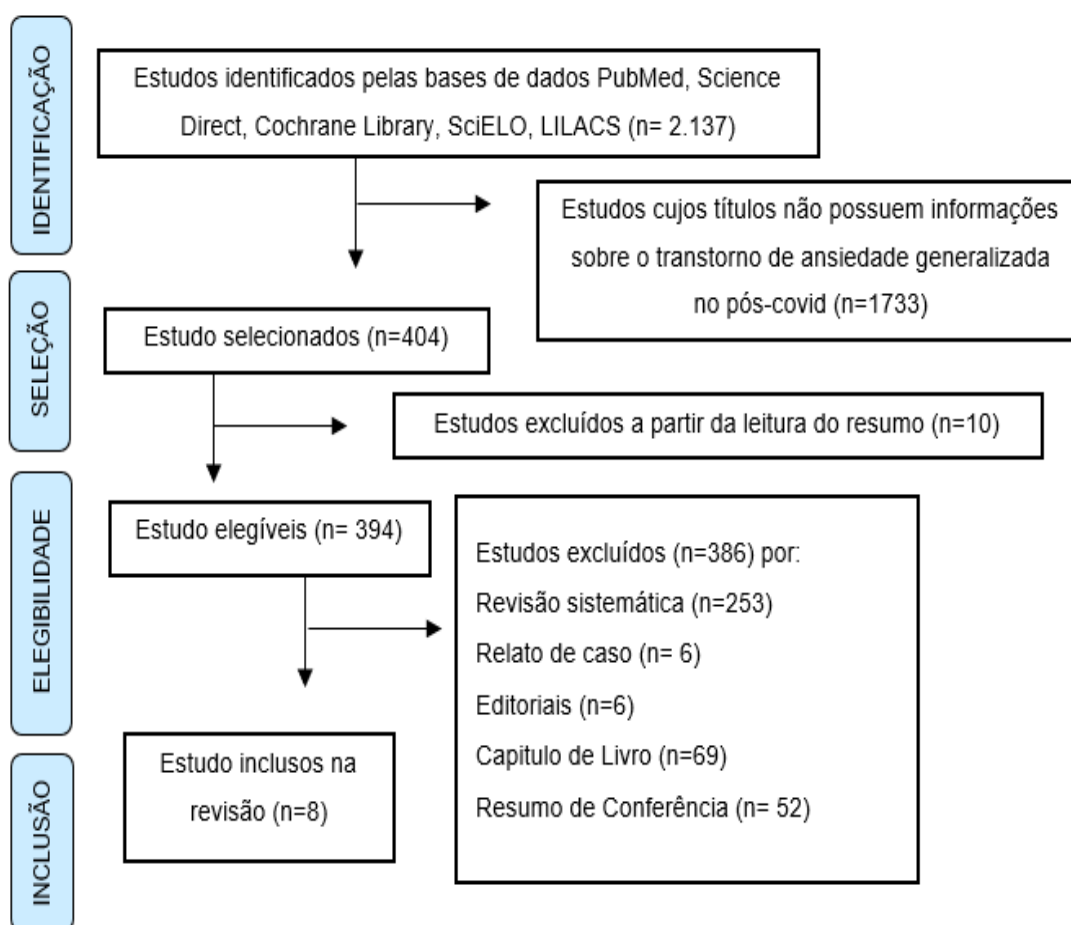 IDENTIFICAÇÃO
Estudos identificados pelas bases de dados PubMed, Science
Direct, Cochrane Library, SciELO, LILACS (n= 2.137)
Estudos cujos títulos não possuem informações
sobre o transtorno de ansiedade generalizada
no pós-covid (n=1733)
SELEÇÃO
Estudo selecionados (n=404)
Estudos excluídos a partir da leitura do resumo (n=10)
ELEGIBILIDADE
Estudo elegíveis (n= 394)
Estudos excluídos (n=386) por:
Revisão sistemática (n=253)
Relato de caso (n= 6)
Editoriais (n=6)
Capitulo de Livro (n=69)
Resumo de Conferência (n= 52)
INCLUSÃO
Estudo inclusos na
revisão (n=8)